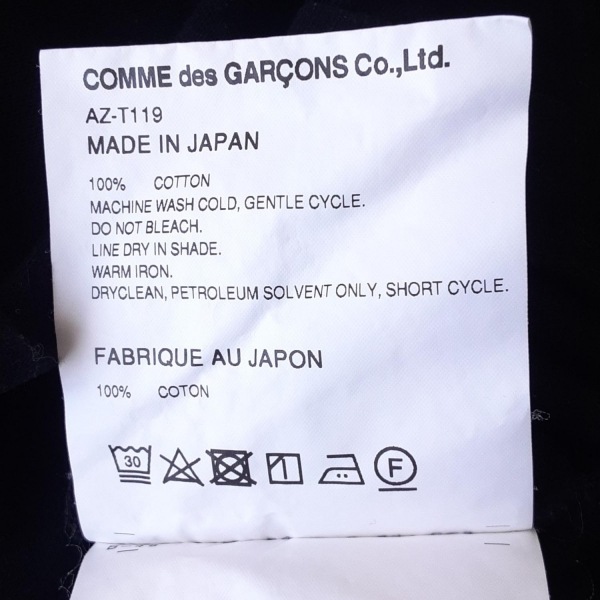 COMME des GARÇONS Co.,Ltd.
AZ-T119
MADE IN JAPAN
100% COTTON
MACHINE WASH COLD, GENTLE CYCLE.
DO NOT BLEACH.
LINE DRY IN SHADE.
WARM IRON.
DRYCLEAN, PETROLEUM SOLVENT ONLY, SHORT CYCLE.
FABRIQUE AU JAPON
100% COTON
30 F